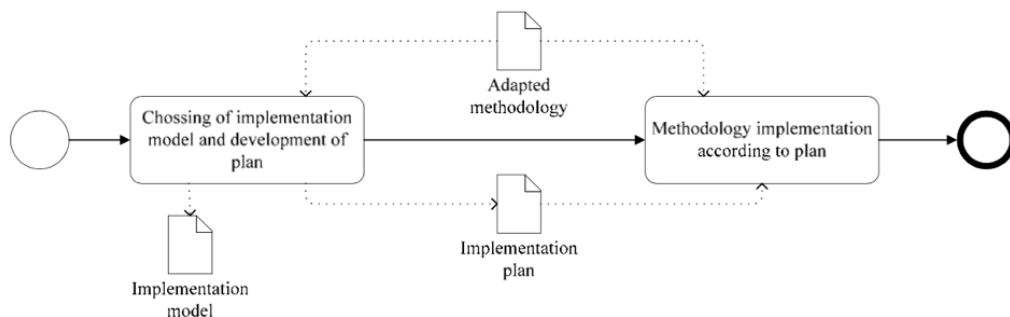 Adapted
methodology
Chossing of implementation
model and development of
plan
Methodology implementation
according to plan
Implementation
plan
Implementation
model